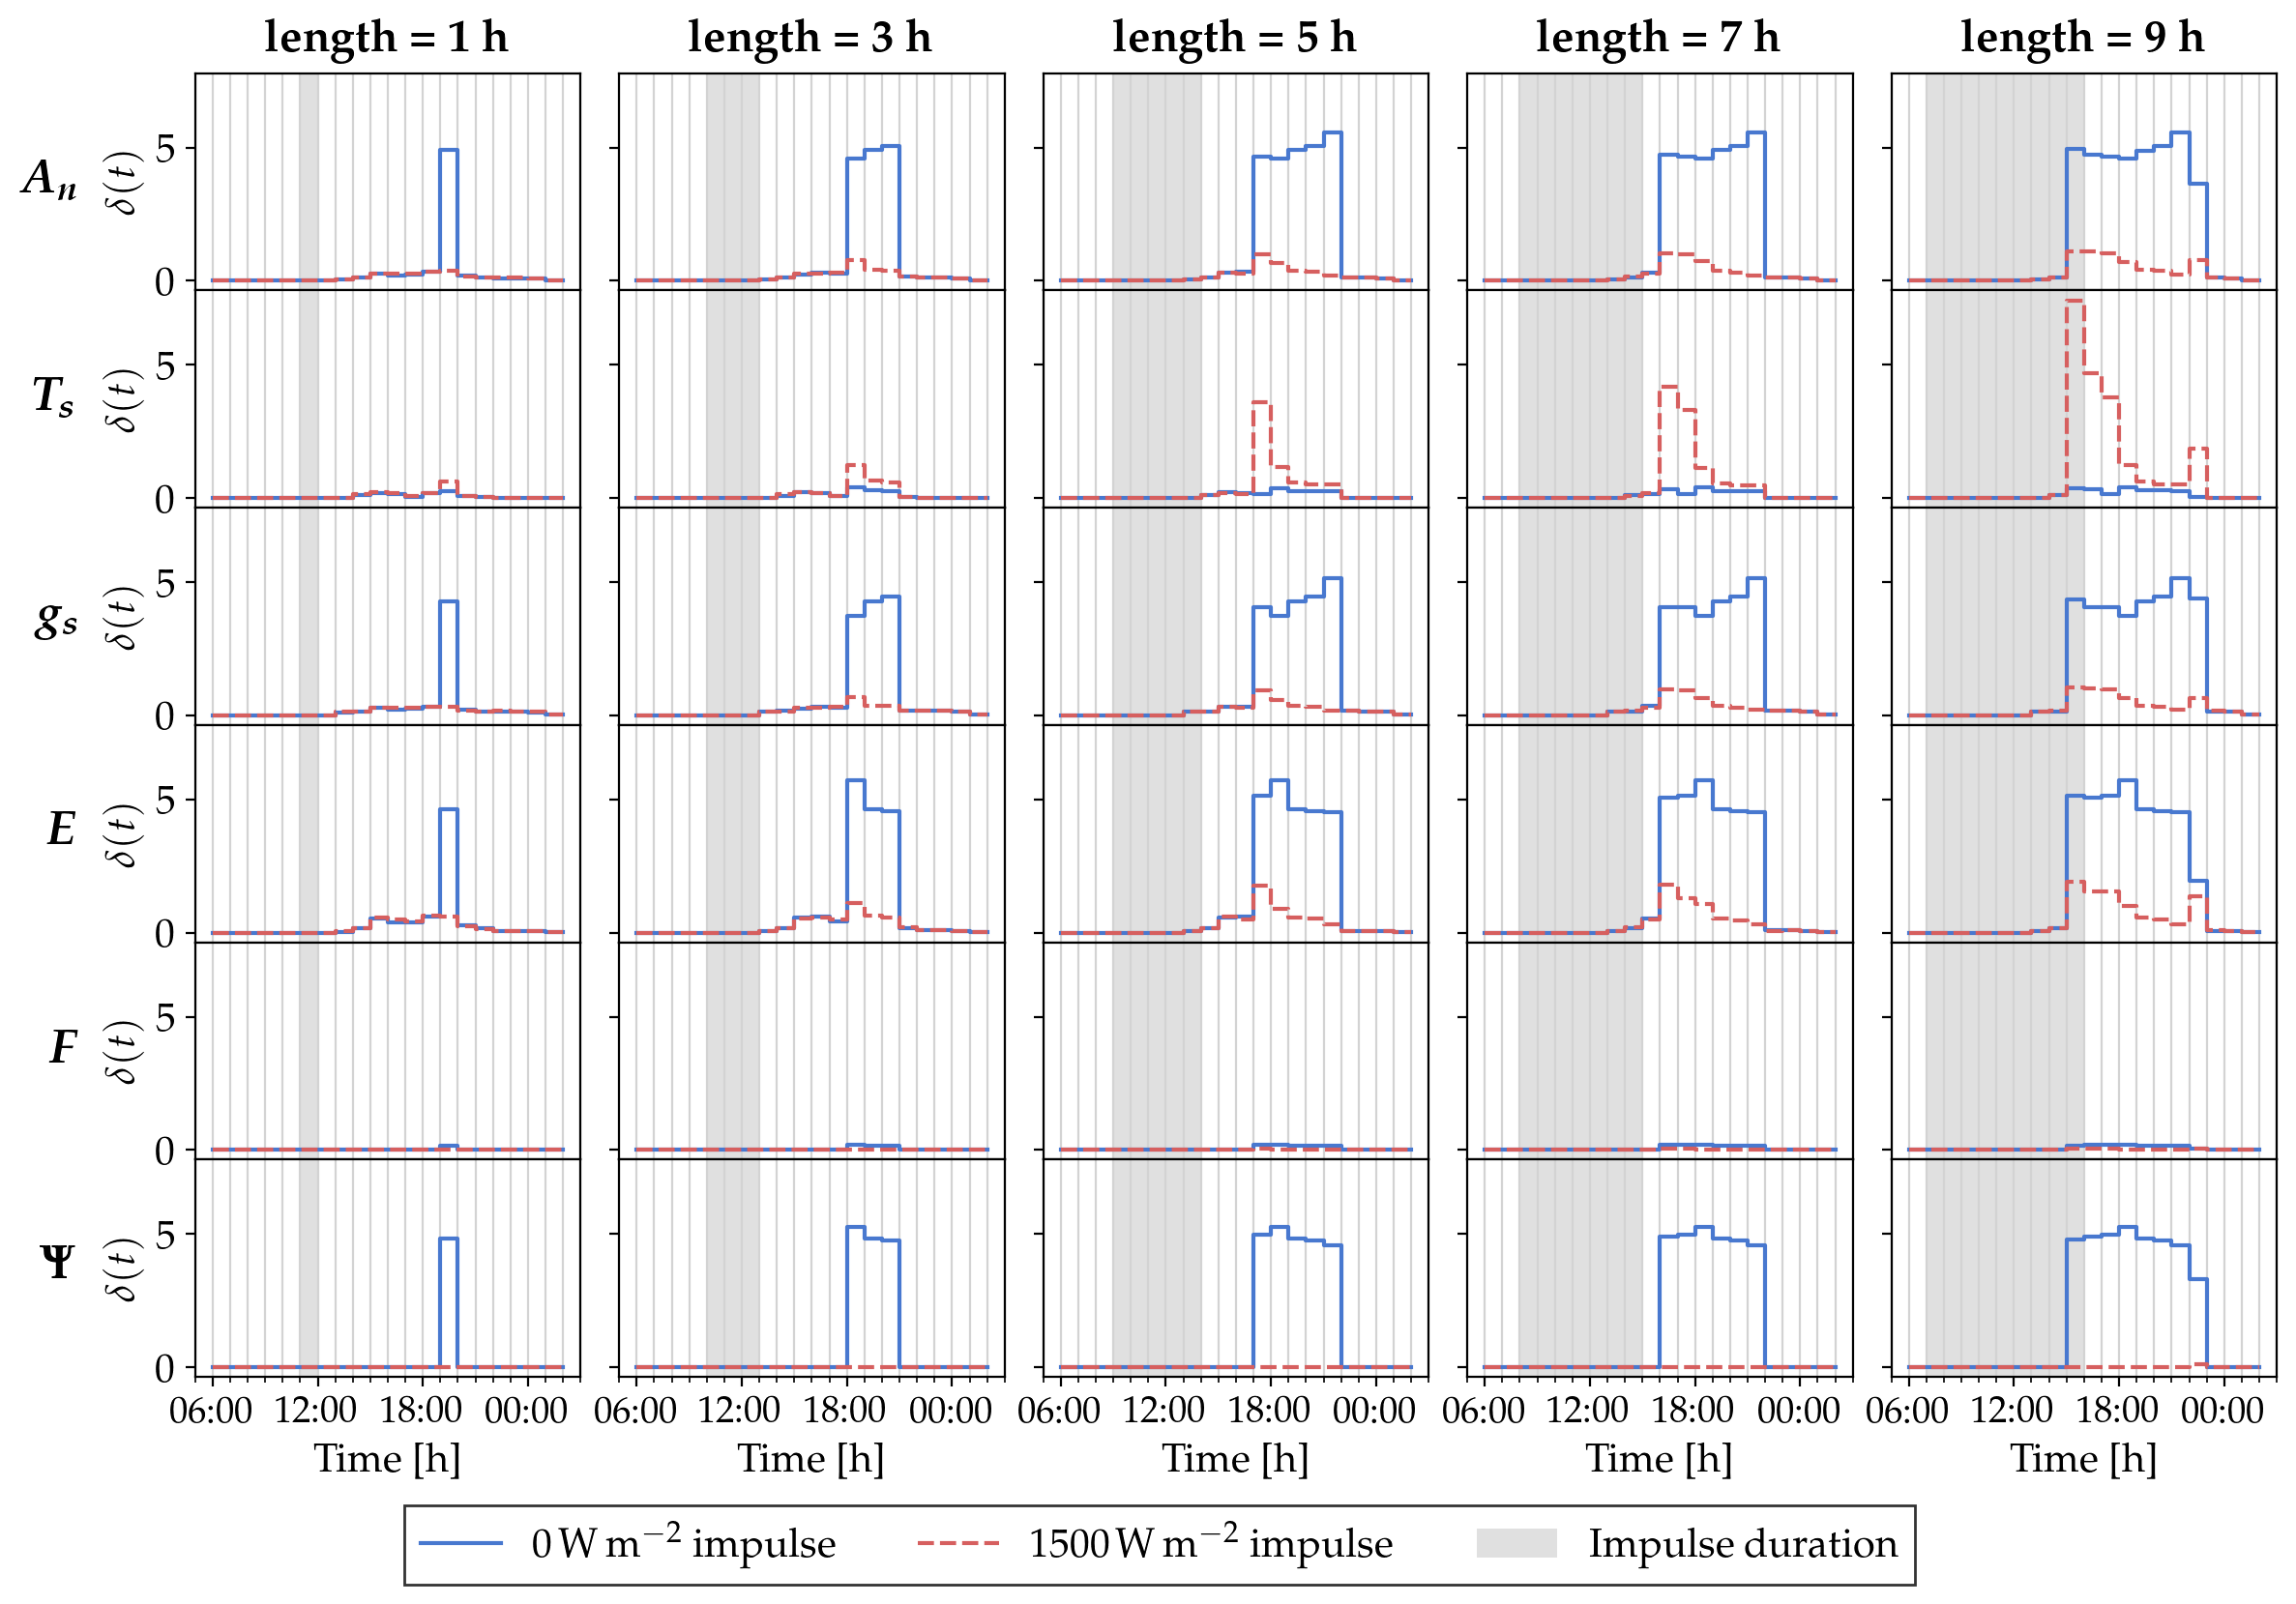 length = 1 h length = 3 h length = 5 h length = 7 h length = 9 h
Aₙ δ(t) 5 0
Tₛ δ(t) 5 0
gₛ δ(t) 5 0
E δ(t) 5 0
F δ(t) 5 0
Ψ δ(t) 5 0
06:00 12:00 18:00 00:00 06:00 12:00 18:00 00:00 06:00 12:00 18:00 00:00 06:00 12:00 18:00 00:00 06:00 12:00 18:00 00:00
Time [h] Time [h] Time [h] Time [h] Time [h]
0 W m⁻² impulse 1500 W m⁻² impulse Impulse duration